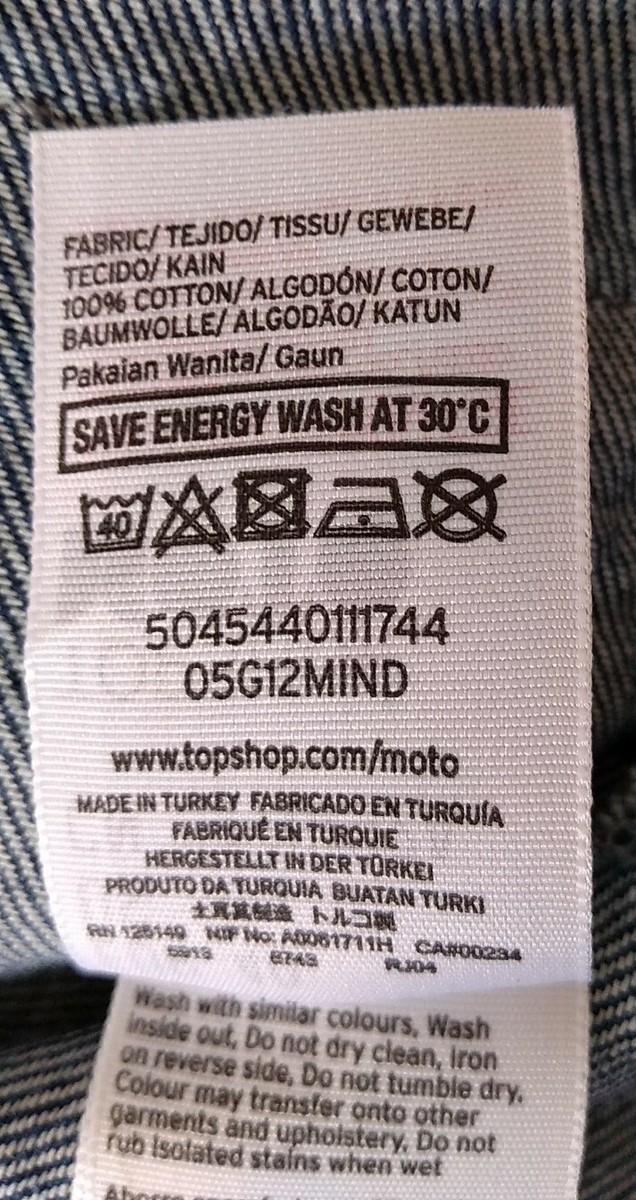 FABRIC/ TEJIDO/ TISSU/ GEWEBE/
TECIDO/ KAIN
100% COTTON/ ALGODÓN/ COTON/
BAUMWOLLE/ ALGODÃO/ KATUN
Pakaian Wanita/ Gaun
SAVE ENERGY WASH AT 30°C
40
5045440111744
05G12MIND
www.topshop.com/moto
MADE IN TURKEY FABRICADO EN TURQUÍA
FABRIQUÉ EN TURQUIE
HERGESTELLT IN DER TÜRKEI
PRODUTO DA TURQUIA BUATAN TURKI
土耳其製造 トルコ製
RN 125149 NIF No: A0061711H CA#00234
5913 6743 RJ04
Wash with similar colours, Wash
inside out, Do not dry clean, Iron
on reverse side, Do not tumble dry.
Colour may transfer onto other
garments and upholstery, Do not
rub isolated stains when wet